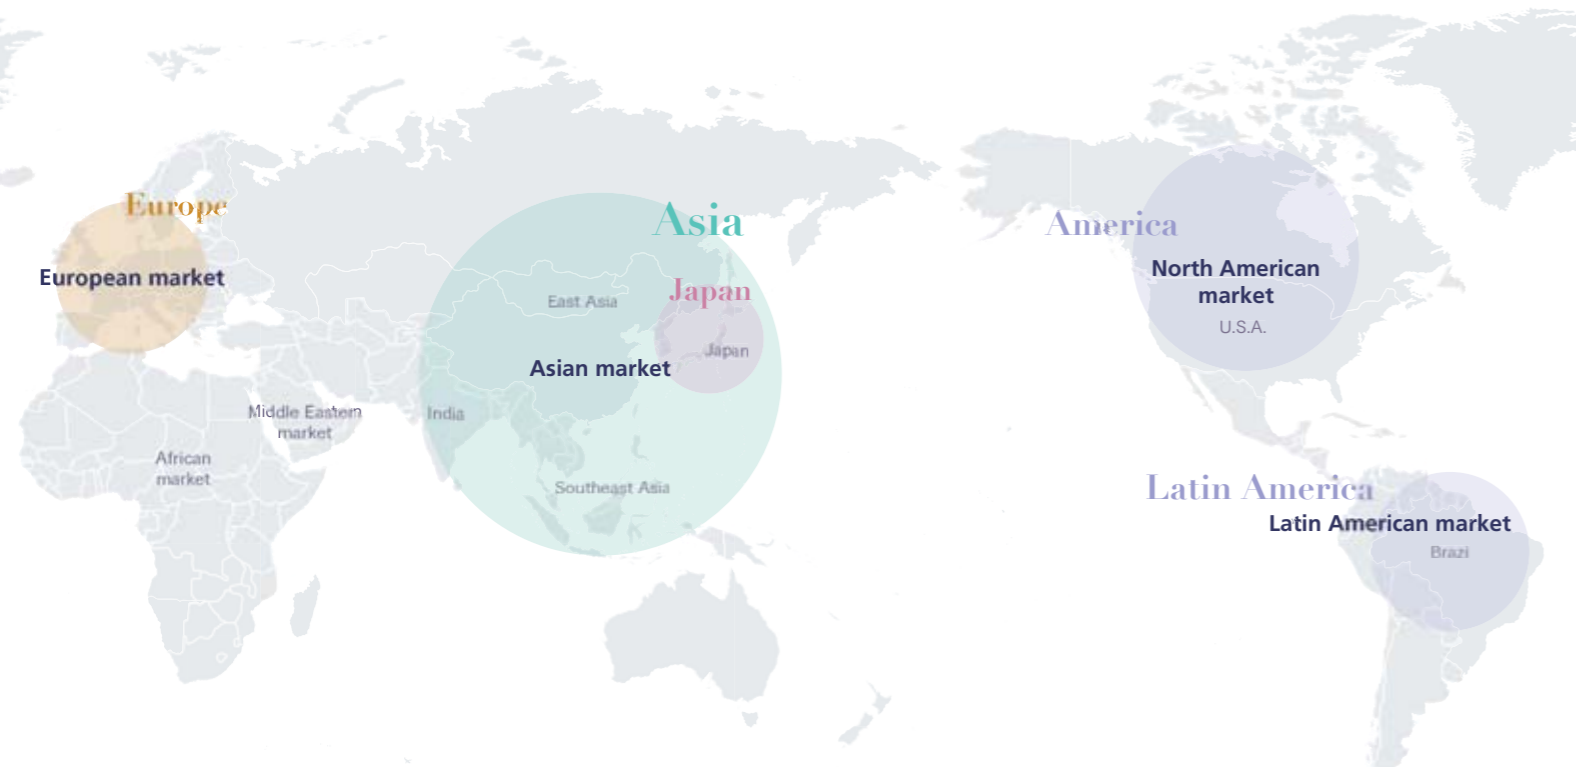 Europe
European market
Asia
Japan
East Asia
Japan
Asian market
India
Southeast Asia
Middle Eastern
market
African
market
America
North American
market
U.S.A.
Latin America
Latin American market
Brazi